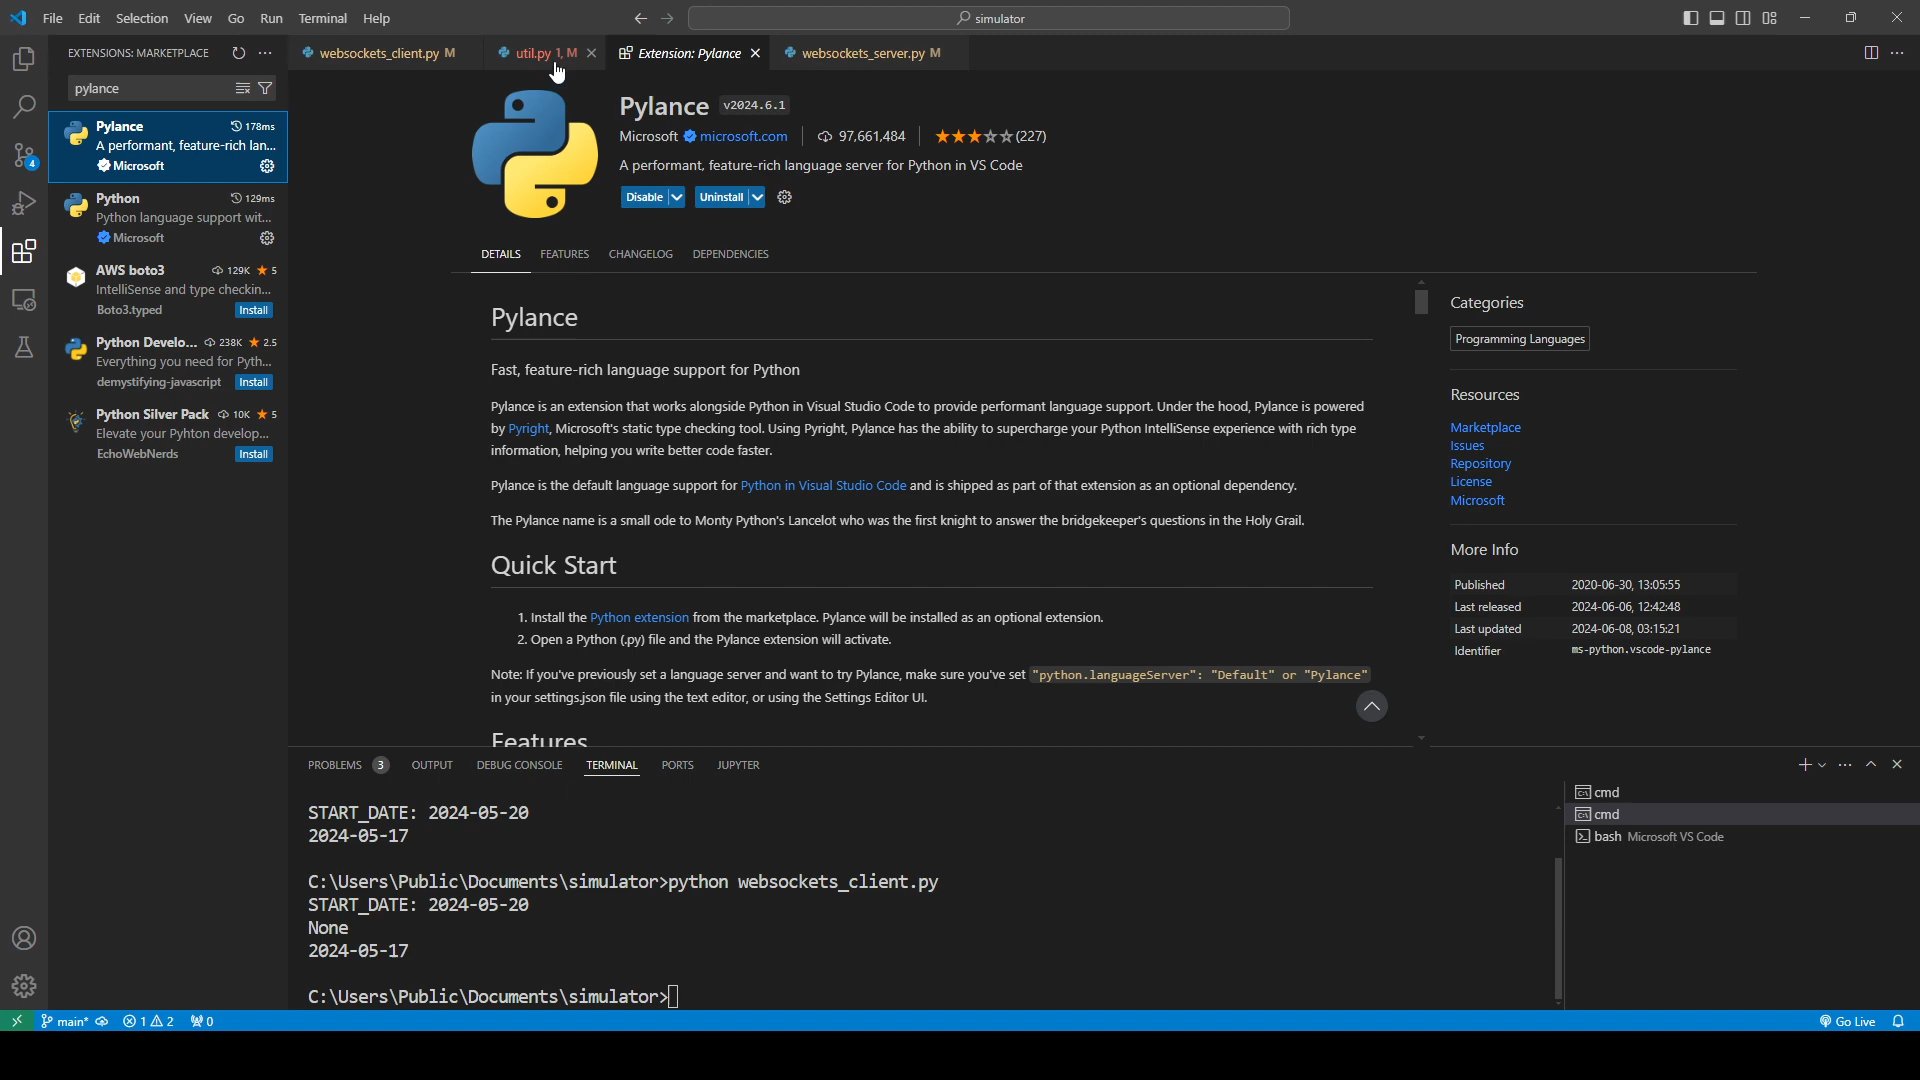 File Edit Selection View Go Run Terminal Help
simulator
EXTENSIONS: MARKETPLACE
websockets_client.py M
util.py 1, M
Extension: Pylance
websockets_server.py M
pylance
Pylance 178ms
A performant, feature-rich lan...
Microsoft
Python 129ms
Python language support wit...
Microsoft
AWS boto3 129K 5
IntelliSense and type checkin...
Boto3.typed Install
Python Develo... 238K 2.5
Everything you need for Pyth...
demystifying-javascript Install
Python Silver Pack 10K 5
Elevate your Pyhton develop...
EchoWebNerds Install
4
Pylance v2024.6.1
Microsoft microsoft.com 97,661,484 (227)
A performant, feature-rich language server for Python in VS Code
Disable Uninstall
DETAILS FEATURES CHANGELOG DEPENDENCIES
Pylance
Fast, feature-rich language support for Python
Pylance is an extension that works alongside Python in Visual Studio Code to provide performant language support. Under the hood, Pylance is powered
by Pyright, Microsoft's static type checking tool. Using Pyright, Pylance has the ability to supercharge your Python IntelliSense experience with rich type
information, helping you write better code faster.
Pylance is the default language support for Python in Visual Studio Code and is shipped as part of that extension as an optional dependency.
The Pylance name is a small ode to Monty Python's Lancelot who was the first knight to answer the bridgekeeper's questions in the Holy Grail.
Quick Start
1. Install the Python extension from the marketplace. Pylance will be installed as an optional extension.
2. Open a Python (.py) file and the Pylance extension will activate.
Note: If you've previously set a language server and want to try Pylance, make sure you've set "python.languageServer": "Default" or "Pylance"
in your settings.json file using the text editor, or using the Settings Editor UI.
Features
Categories
Programming Languages
Resources
Marketplace
Issues
Repository
License
Microsoft
More Info
Published 2020-06-30, 13:05:55
Last released 2024-06-06, 12:42:48
Last updated 2024-06-08, 03:15:21
Identifier ms-python.vscode-pylance
PROBLEMS 3 OUTPUT DEBUG CONSOLE TERMINAL PORTS JUPYTER
START_DATE: 2024-05-20
2024-05-17
C:\Users\Public\Documents\simulator>python websockets_client.py
START_DATE: 2024-05-20
None
2024-05-17
C:\Users\Public\Documents\simulator>
cmd
cmd
bash Microsoft VS Code
main* 1 2 0
Go Live